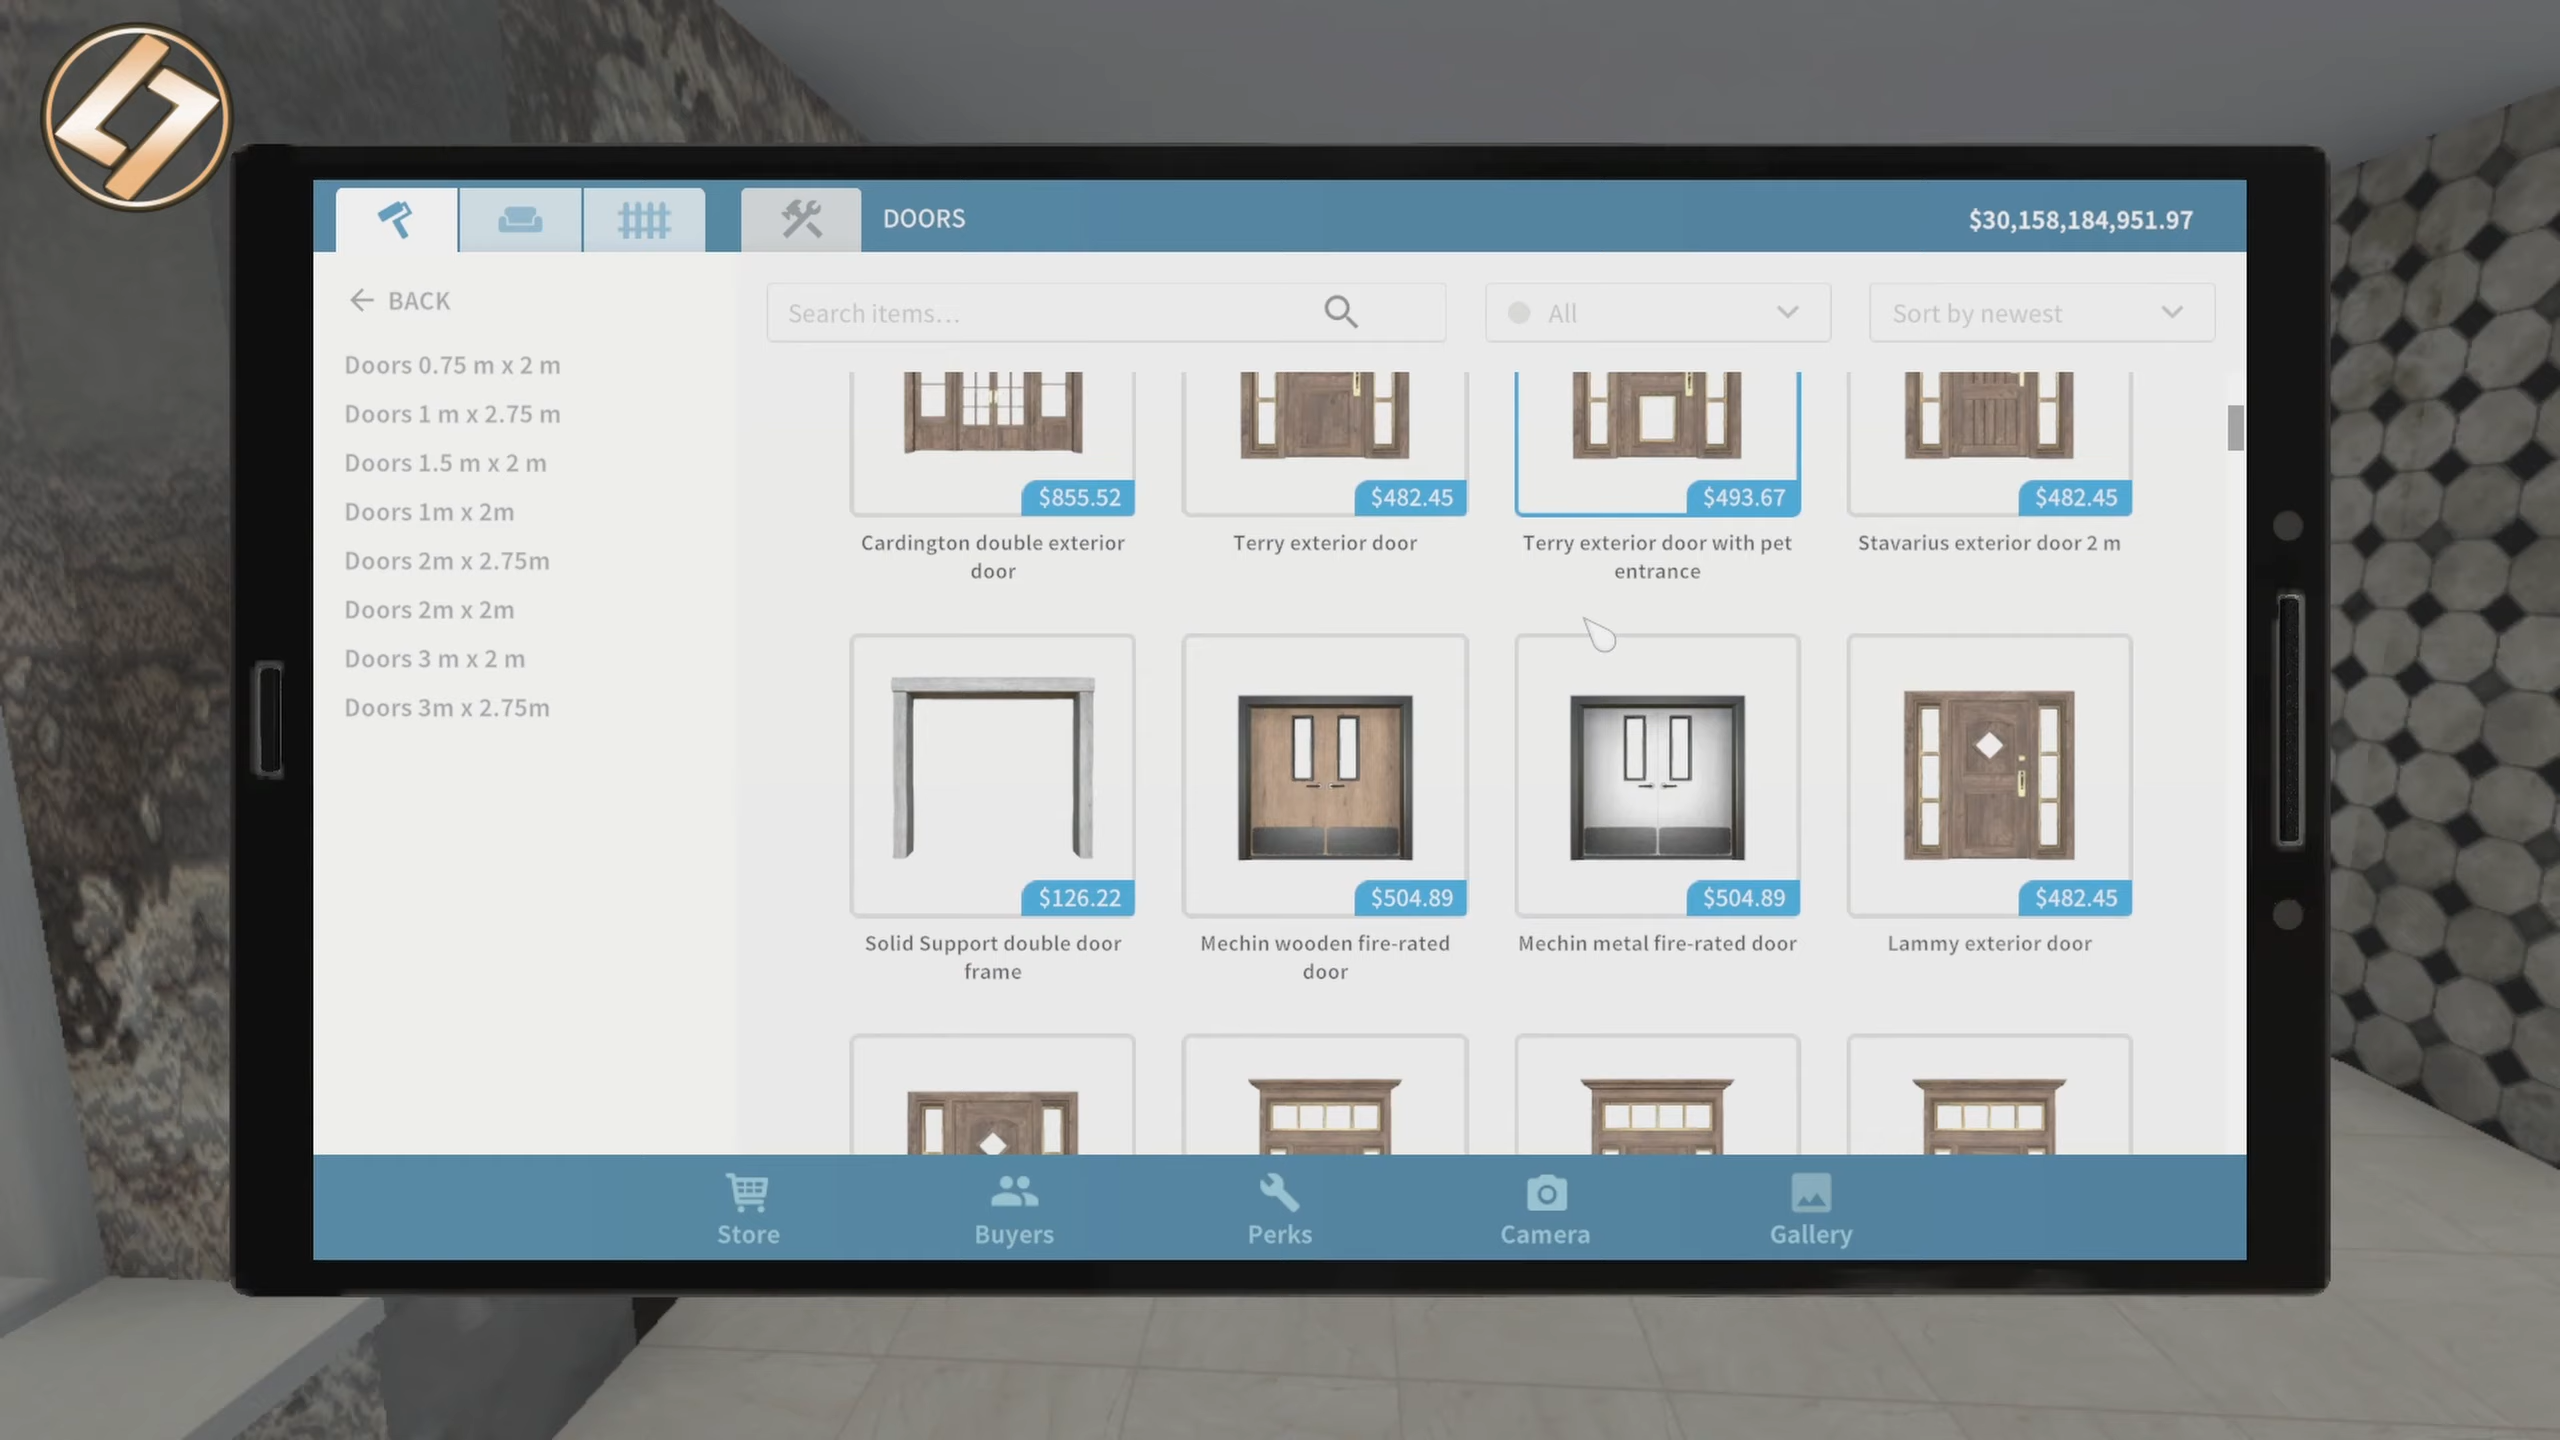 DOORS
$30,158,184,951.97
BACK
Search items...
All
Sort by newest
Doors 0.75 m x 2 m
Doors 1 m x 2.75 m
Doors 1.5 m x 2 m
Doors 1m x 2m
Doors 2m x 2.75m
Doors 2m x 2m
Doors 3 m x 2 m
Doors 3m x 2.75m
$855.52
$482.45
$493.67
$482.45
Cardington double exterior
door
Terry exterior door
Terry exterior door with pet
entrance
Stavarius exterior door 2 m
$126.22
$504.89
$504.89
$482.45
Solid Support double door
frame
Mechin wooden fire-rated
door
Mechin metal fire-rated door
Lammy exterior door
Store
Buyers
Perks
Camera
Gallery